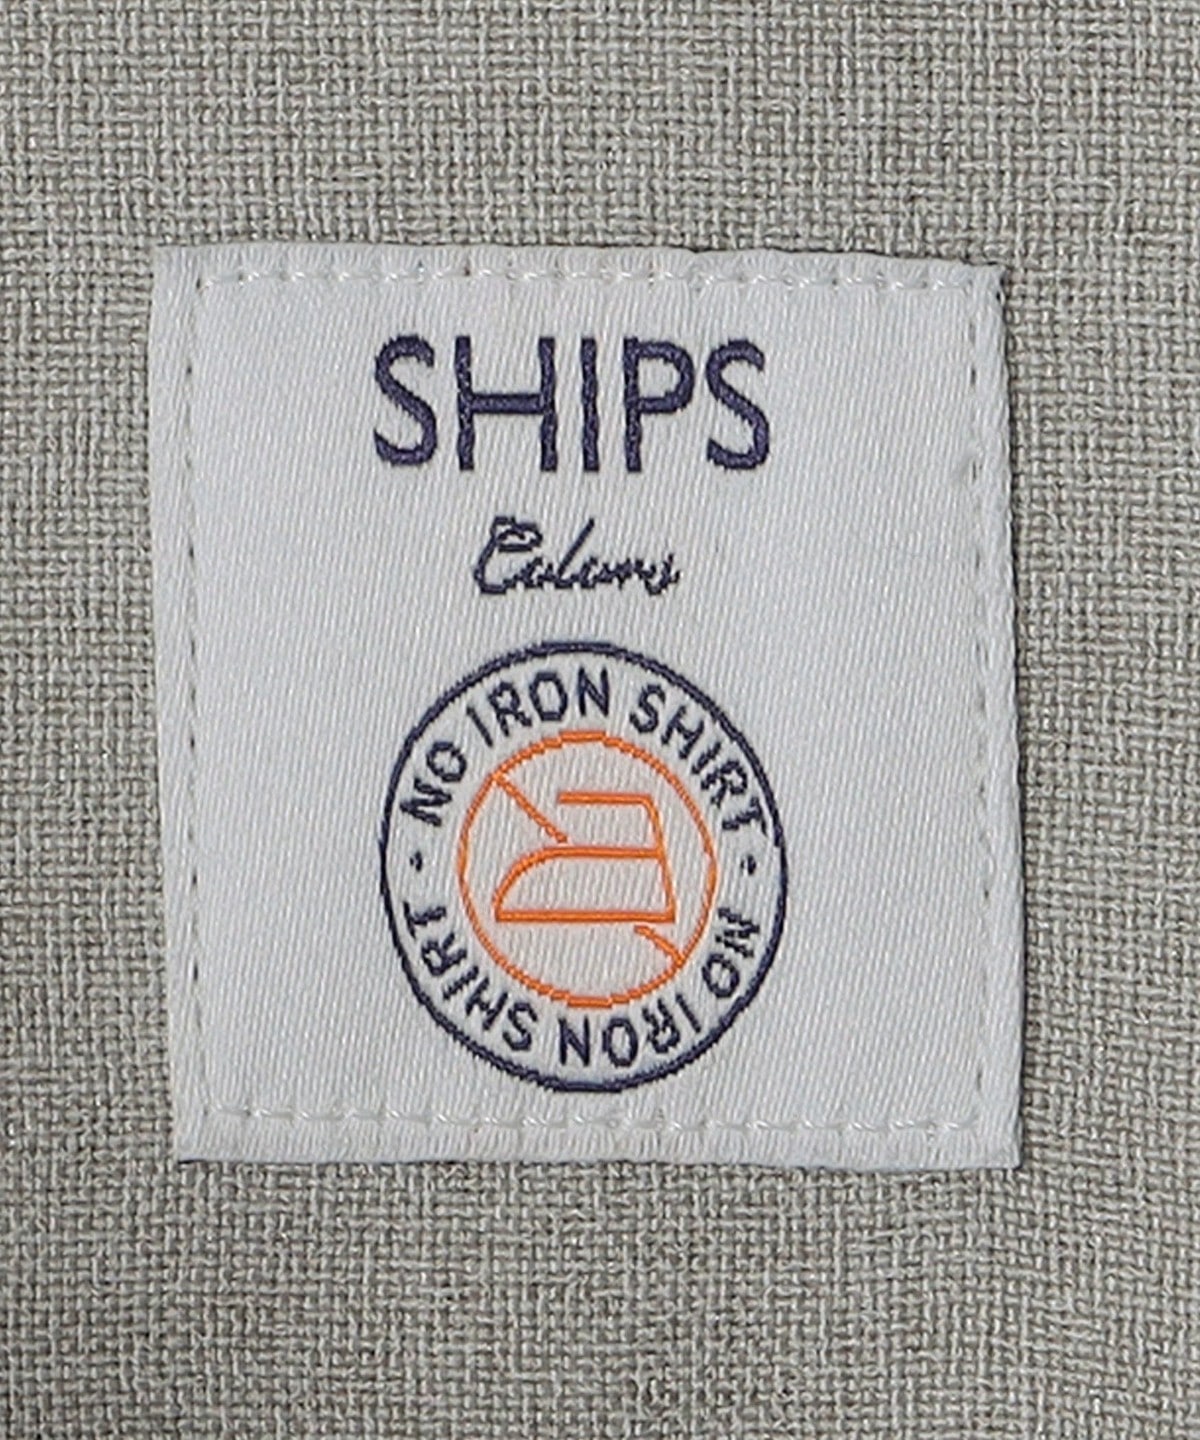 SHIPS
Colors
NO IRON SHIRT
· NO IRON SHIRT ·